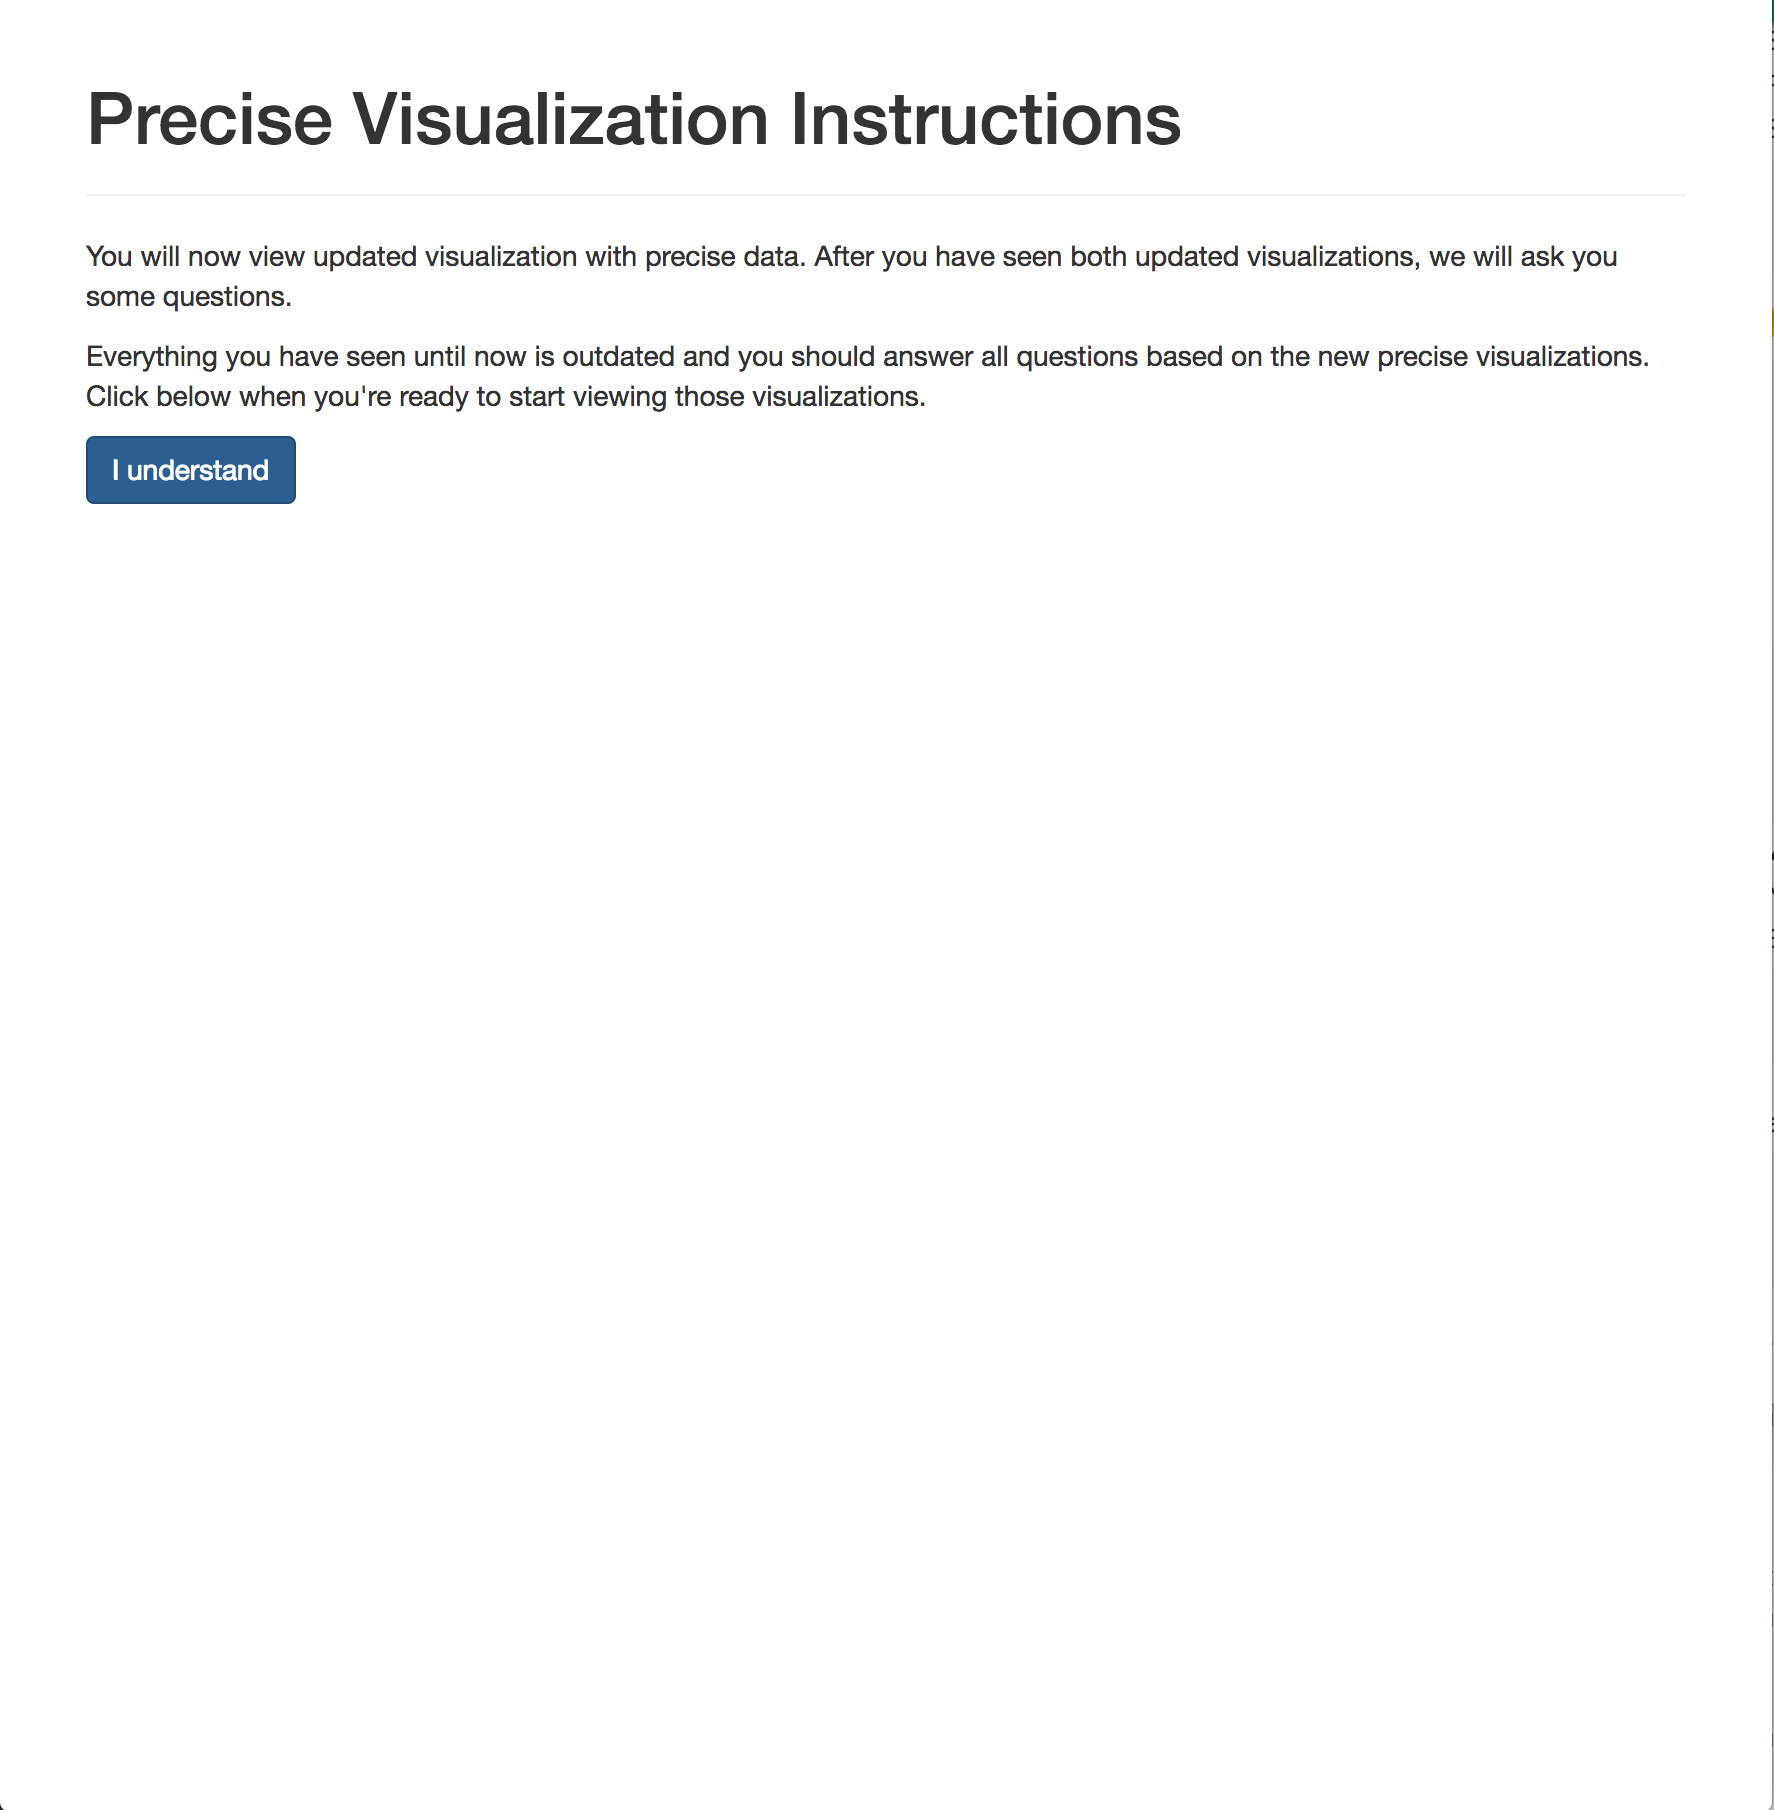 Precise Visualization Instructions
You will now view updated visualization with precise data. After you have seen both updated visualizations, we will ask you
some questions.
Everything you have seen until now is outdated and you should answer all questions based on the new precise visualizations.
Click below when you're ready to start viewing those visualizations.
I understand